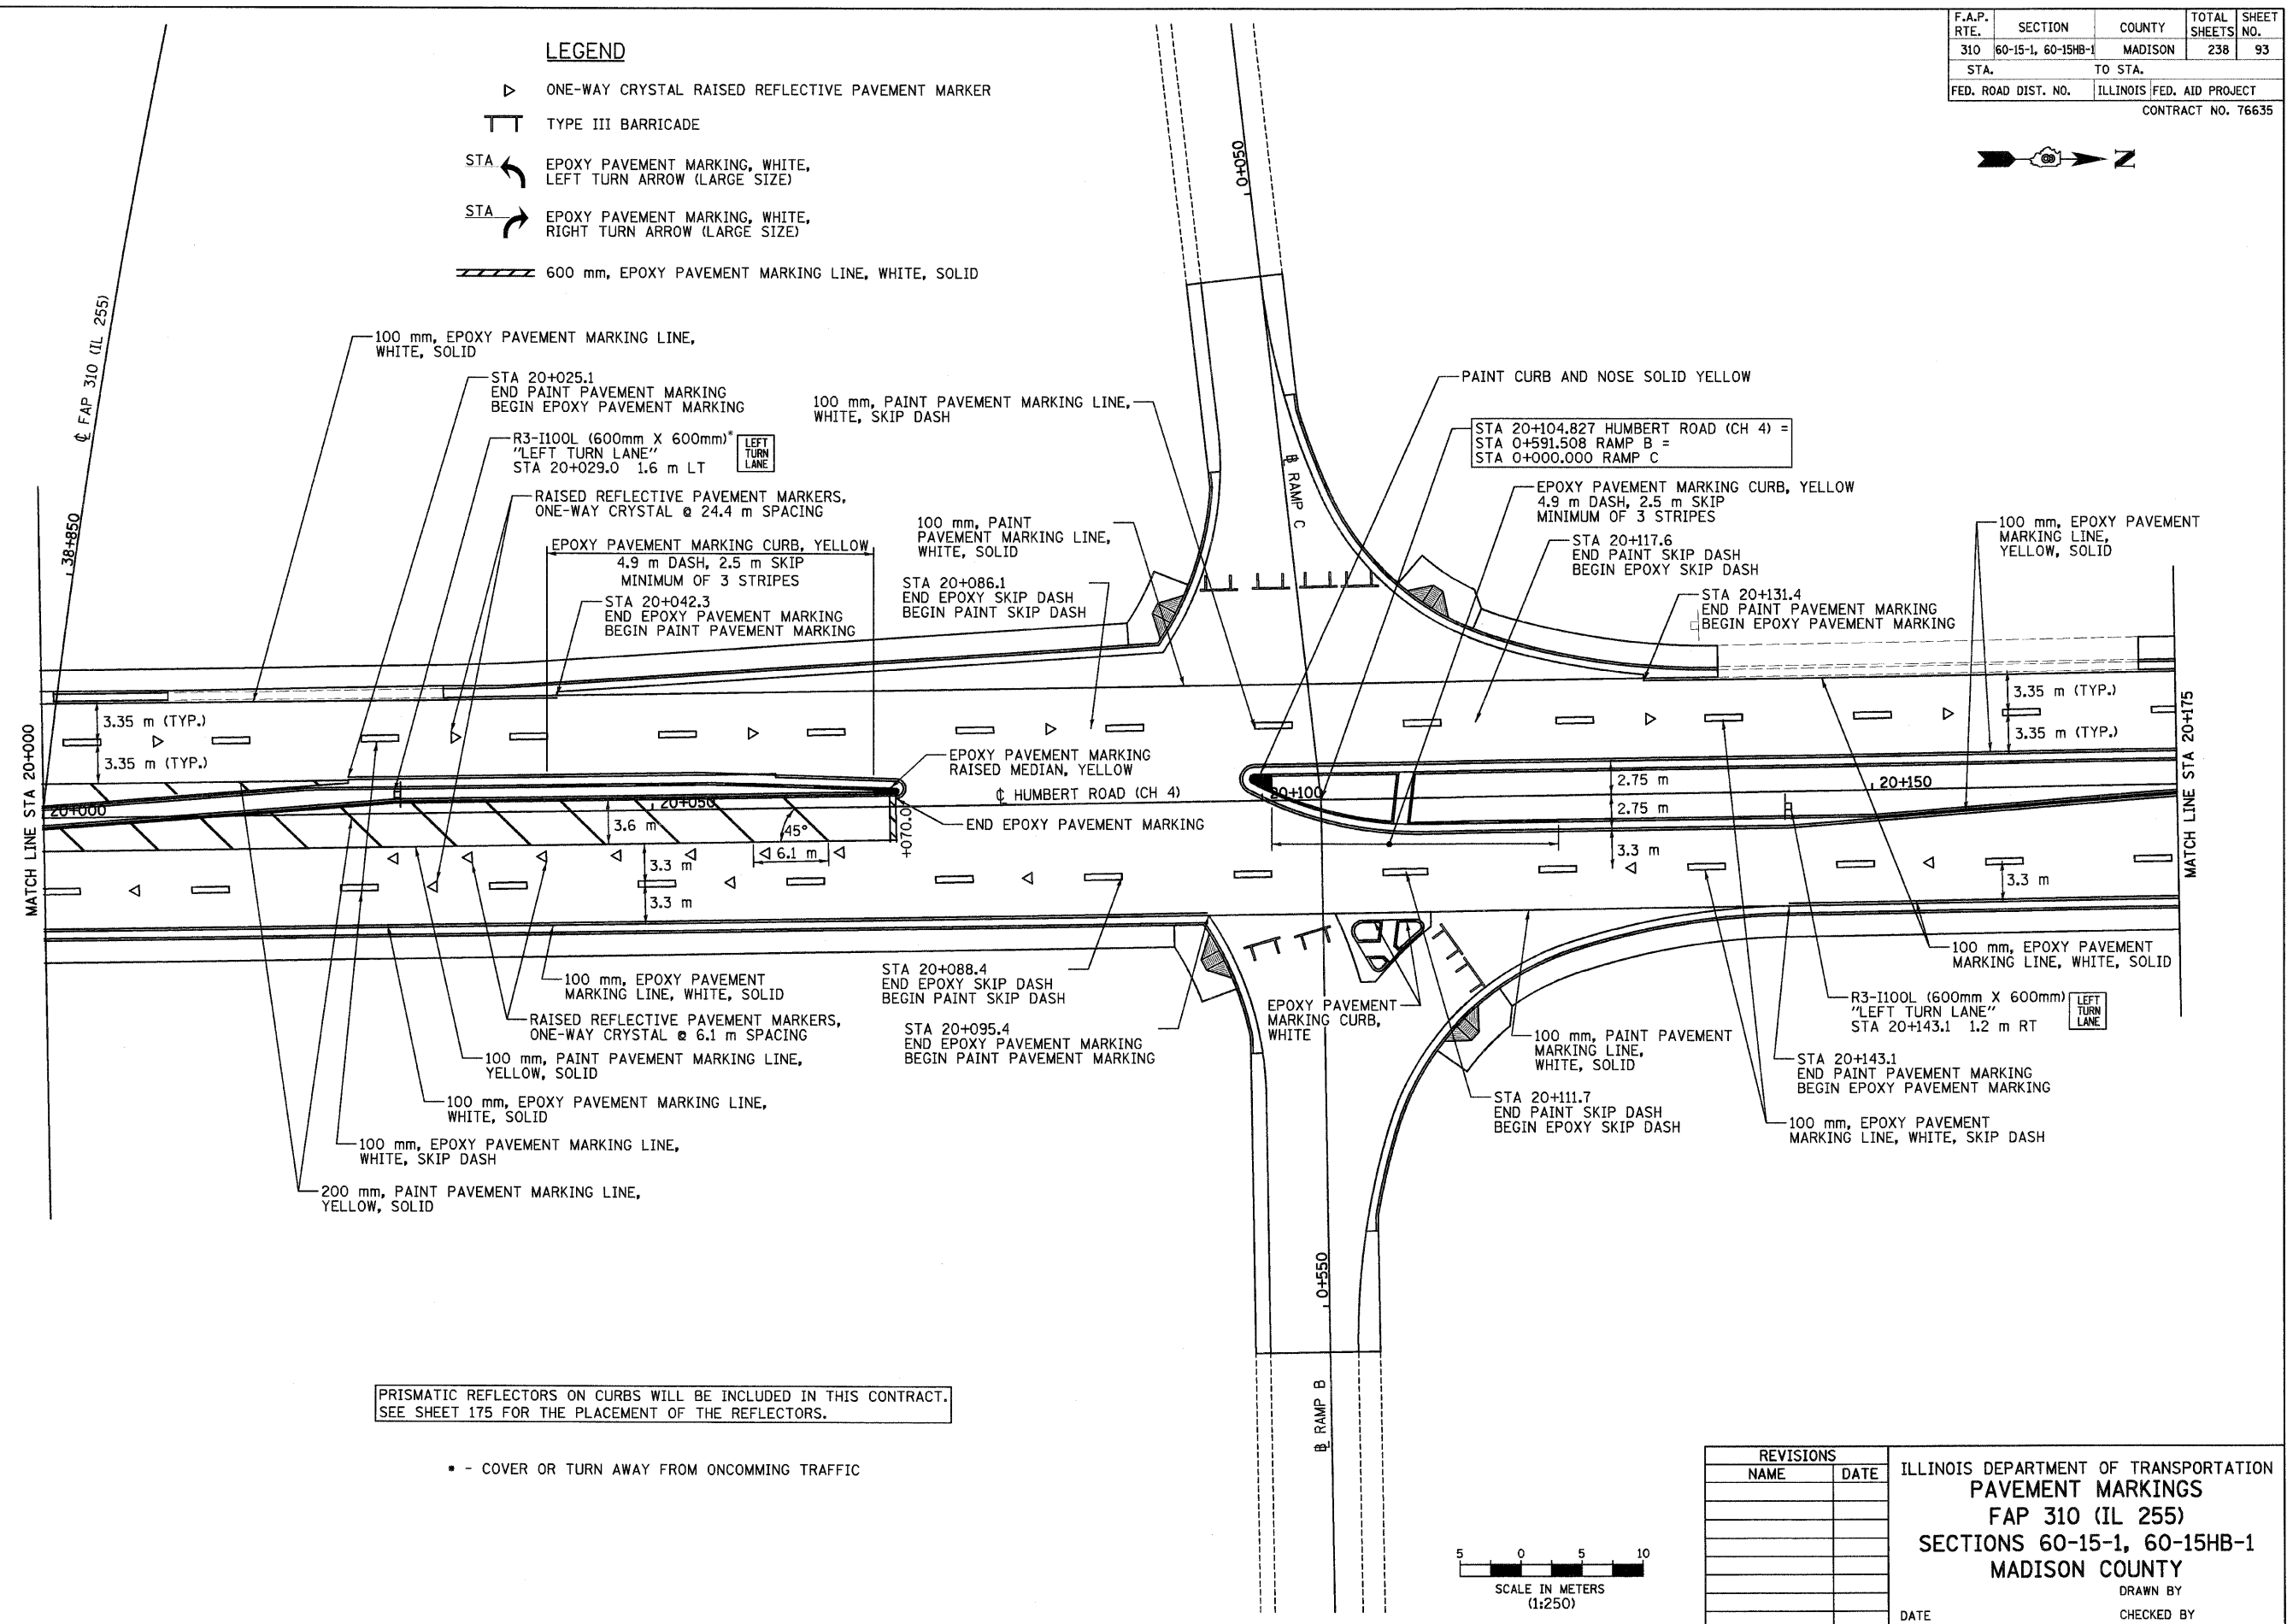 F.A.P. RTE. SECTION COUNTY TOTAL SHEETS SHEET NO.
310 60-15-1, 60-15HB-1 MADISON 238 93
STA. TO STA.
FED. ROAD DIST. NO. ILLINOIS FED. AID PROJECT
CONTRACT NO. 76635
N
LEGEND
ONE-WAY CRYSTAL RAISED REFLECTIVE PAVEMENT MARKER
TYPE III BARRICADE
STA EPOXY PAVEMENT MARKING, WHITE,
LEFT TURN ARROW (LARGE SIZE)
STA EPOXY PAVEMENT MARKING, WHITE,
RIGHT TURN ARROW (LARGE SIZE)
600 mm, EPOXY PAVEMENT MARKING LINE, WHITE, SOLID
℄ FAP 310 (IL 255)
38+850
0+050
100 mm, EPOXY PAVEMENT MARKING LINE,
WHITE, SOLID
STA 20+025.1
END PAINT PAVEMENT MARKING
BEGIN EPOXY PAVEMENT MARKING
R3-I100L (600mm X 600mm)*
"LEFT TURN LANE"
STA 20+029.0 1.6 m LT
LEFT
TURN
LANE
RAISED REFLECTIVE PAVEMENT MARKERS,
ONE-WAY CRYSTAL @ 24.4 m SPACING
EPOXY PAVEMENT MARKING CURB, YELLOW
4.9 m DASH, 2.5 m SKIP
MINIMUM OF 3 STRIPES
STA 20+042.3
END EPOXY PAVEMENT MARKING
BEGIN PAINT PAVEMENT MARKING
100 mm, PAINT PAVEMENT MARKING LINE,
WHITE, SKIP DASH
100 mm, PAINT
PAVEMENT MARKING LINE,
WHITE, SOLID
STA 20+086.1
END EPOXY SKIP DASH
BEGIN PAINT SKIP DASH
PAINT CURB AND NOSE SOLID YELLOW
STA 20+104.827 HUMBERT ROAD (CH 4) =
STA 0+591.508 RAMP B =
STA 0+000.000 RAMP C
B RAMP C
EPOXY PAVEMENT MARKING CURB, YELLOW
4.9 m DASH, 2.5 m SKIP
MINIMUM OF 3 STRIPES
STA 20+117.6
END PAINT SKIP DASH
BEGIN EPOXY SKIP DASH
STA 20+131.4
END PAINT PAVEMENT MARKING
BEGIN EPOXY PAVEMENT MARKING
100 mm, EPOXY PAVEMENT
MARKING LINE,
YELLOW, SOLID
MATCH LINE STA 20+000
3.35 m (TYP.)
3.35 m (TYP.)
20+000
20+050
3.6 m
45°
6.1 m
3.3 m
3.3 m
+070.0
EPOXY PAVEMENT MARKING
RAISED MEDIAN, YELLOW
℄ HUMBERT ROAD (CH 4)
END EPOXY PAVEMENT MARKING
20+100
2.75 m
2.75 m
3.3 m
20+150
3.35 m (TYP.)
3.35 m (TYP.)
3.3 m
MATCH LINE STA 20+175
100 mm, EPOXY PAVEMENT
MARKING LINE, WHITE, SOLID
RAISED REFLECTIVE PAVEMENT MARKERS,
ONE-WAY CRYSTAL @ 6.1 m SPACING
100 mm, PAINT PAVEMENT MARKING LINE,
YELLOW, SOLID
100 mm, EPOXY PAVEMENT MARKING LINE,
WHITE, SOLID
100 mm, EPOXY PAVEMENT MARKING LINE,
WHITE, SKIP DASH
200 mm, PAINT PAVEMENT MARKING LINE,
YELLOW, SOLID
STA 20+088.4
END EPOXY SKIP DASH
BEGIN PAINT SKIP DASH
STA 20+095.4
END EPOXY PAVEMENT MARKING
BEGIN PAINT PAVEMENT MARKING
EPOXY PAVEMENT
MARKING CURB,
WHITE
100 mm, PAINT PAVEMENT
MARKING LINE,
WHITE, SOLID
STA 20+111.7
END PAINT SKIP DASH
BEGIN EPOXY SKIP DASH
100 mm, EPOXY PAVEMENT
MARKING LINE, WHITE, SOLID
R3-I100L (600mm X 600mm)
"LEFT TURN LANE"
STA 20+143.1 1.2 m RT
LEFT
TURN
LANE
STA 20+143.1
END PAINT PAVEMENT MARKING
BEGIN EPOXY PAVEMENT MARKING
100 mm, EPOXY PAVEMENT
MARKING LINE, WHITE, SKIP DASH
0+550
B RAMP B
PRISMATIC REFLECTORS ON CURBS WILL BE INCLUDED IN THIS CONTRACT.
SEE SHEET 175 FOR THE PLACEMENT OF THE REFLECTORS.
* - COVER OR TURN AWAY FROM ONCOMMING TRAFFIC
5 0 5 10
SCALE IN METERS
(1:250)
REVISIONS
NAME DATE
ILLINOIS DEPARTMENT OF TRANSPORTATION
PAVEMENT MARKINGS
FAP 310 (IL 255)
SECTIONS 60-15-1, 60-15HB-1
MADISON COUNTY
DRAWN BY
DATE CHECKED BY